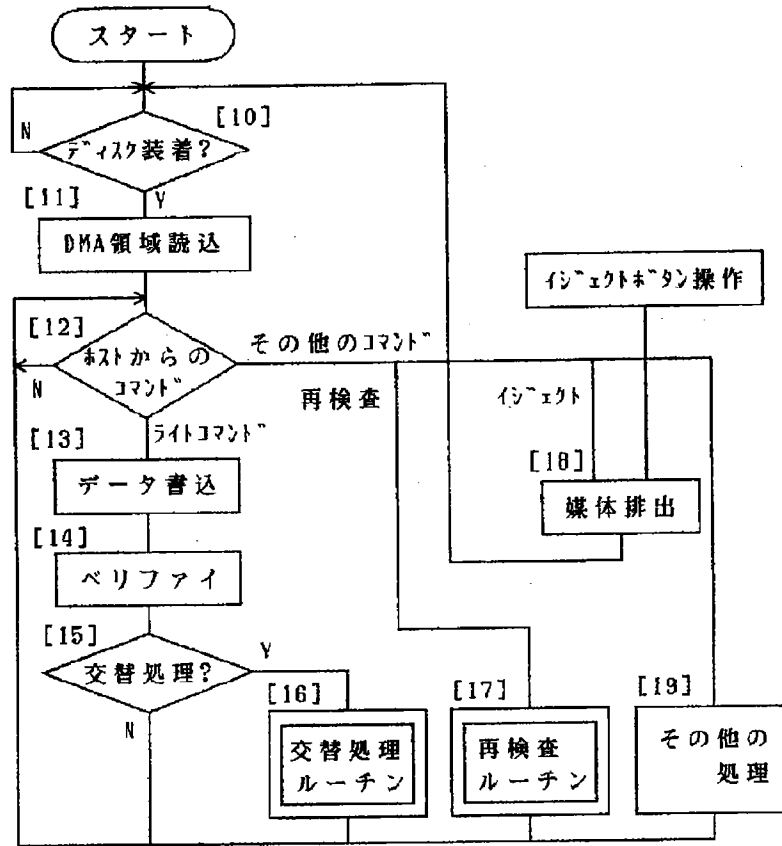 スタート
[10]
N
ディスク装着?
[11]
Y
DMA領域読込
イジェクトボタン操作
[12]
その他のコマンド
ホストからの
コマンド
N
再検査
イジェクト
[13]
ライトコマンド
[18]
データ書込
媒体排出
[14]
ベリファイ
[15]
Y
交替処理?
[16]
[17]
[19]
N
交替処理
ルーチン
再検査
ルーチン
その他の
処理